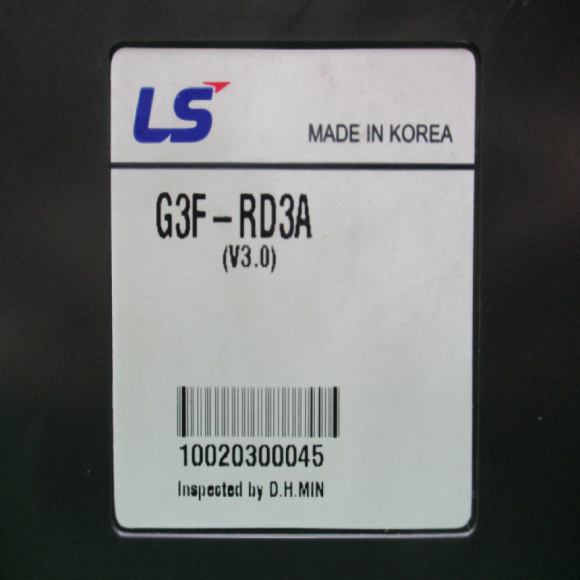 LS
MADE IN KOREA
G3F-RD3A
(V3.0)
10020300045
Inspected by D.H.MIN